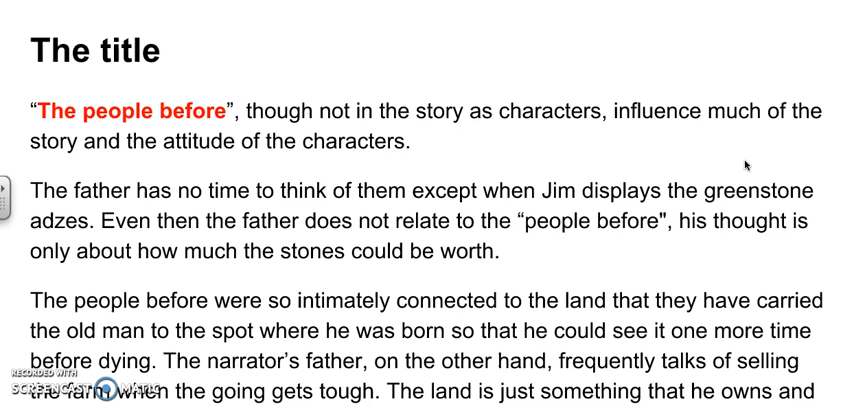 The title
“The people before”, though not in the story as characters, influence much of the
story and the attitude of the characters.
The father has no time to think of them except when Jim displays the greenstone
adzes. Even then the father does not relate to the “people before", his thought is
only about how much the stones could be worth.
The people before were so intimately connected to the land that they have carried
the old man to the spot where he was born so that he could see it one more time
before dying. The narrator’s father, on the other hand, frequently talks of selling
the farm when the going gets tough. The land is just something that he owns and
RECORDED WITH
SCREENCAST MATIC